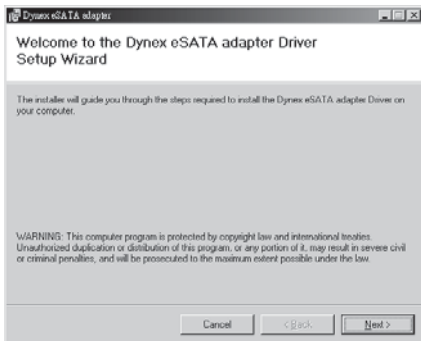 Dynex eSATA adapter
Welcome to the Dynex eSATA adapter Driver
Setup Wizard
The installer will guide you through the steps required to install the Dynex eSATA adapter Driver on
your computer.
WARNING: This computer program is protected by copyright law and international treaties.
Unauthorized duplication or distribution of this program, or any portion of it, may result in severe civil
or criminal penalties, and will be prosecuted to the maximum extent possible under the law.
Cancel < Back Next >